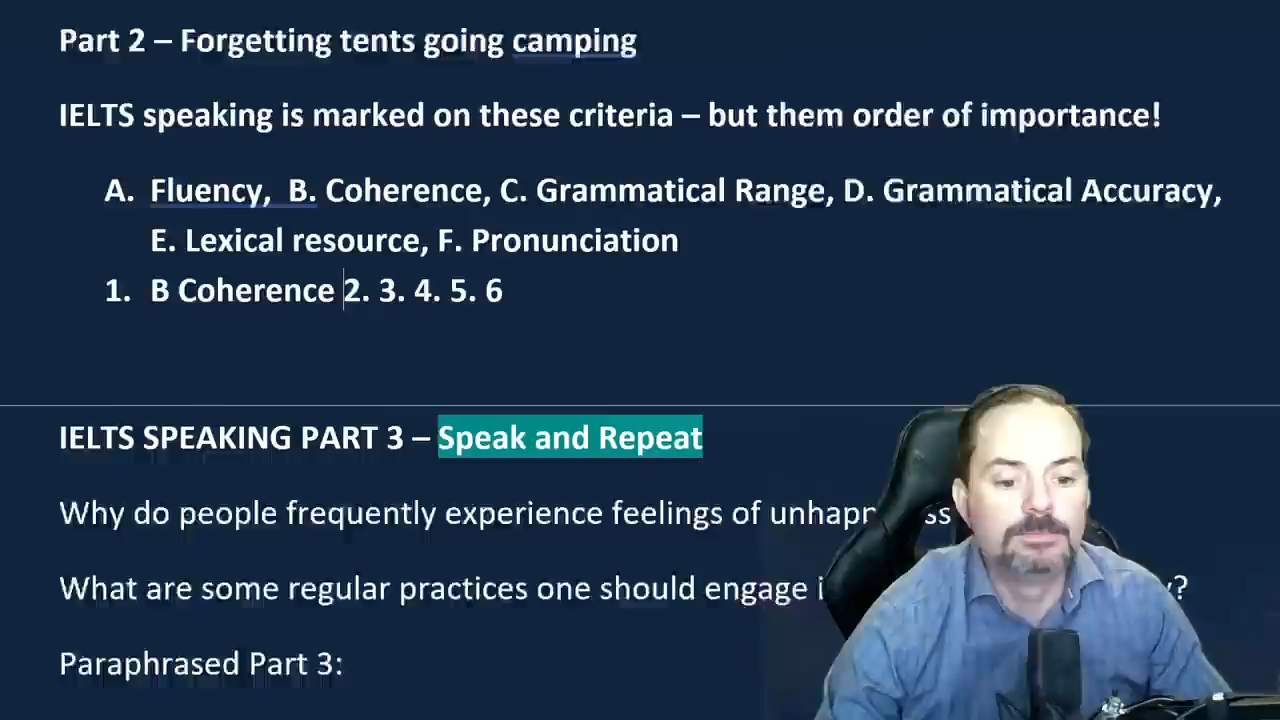 Part 2 – Forgetting tents going camping
IELTS speaking is marked on these criteria – but them order of importance!
A. Fluency, B. Coherence, C. Grammatical Range, D. Grammatical Accuracy,
E. Lexical resource, F. Pronunciation
1. B Coherence 2. 3. 4. 5. 6
IELTS SPEAKING PART 3 – Speak and Repeat
Why do people frequently experience feelings of
What are some regular practices one should engage
Paraphrased Part 3: